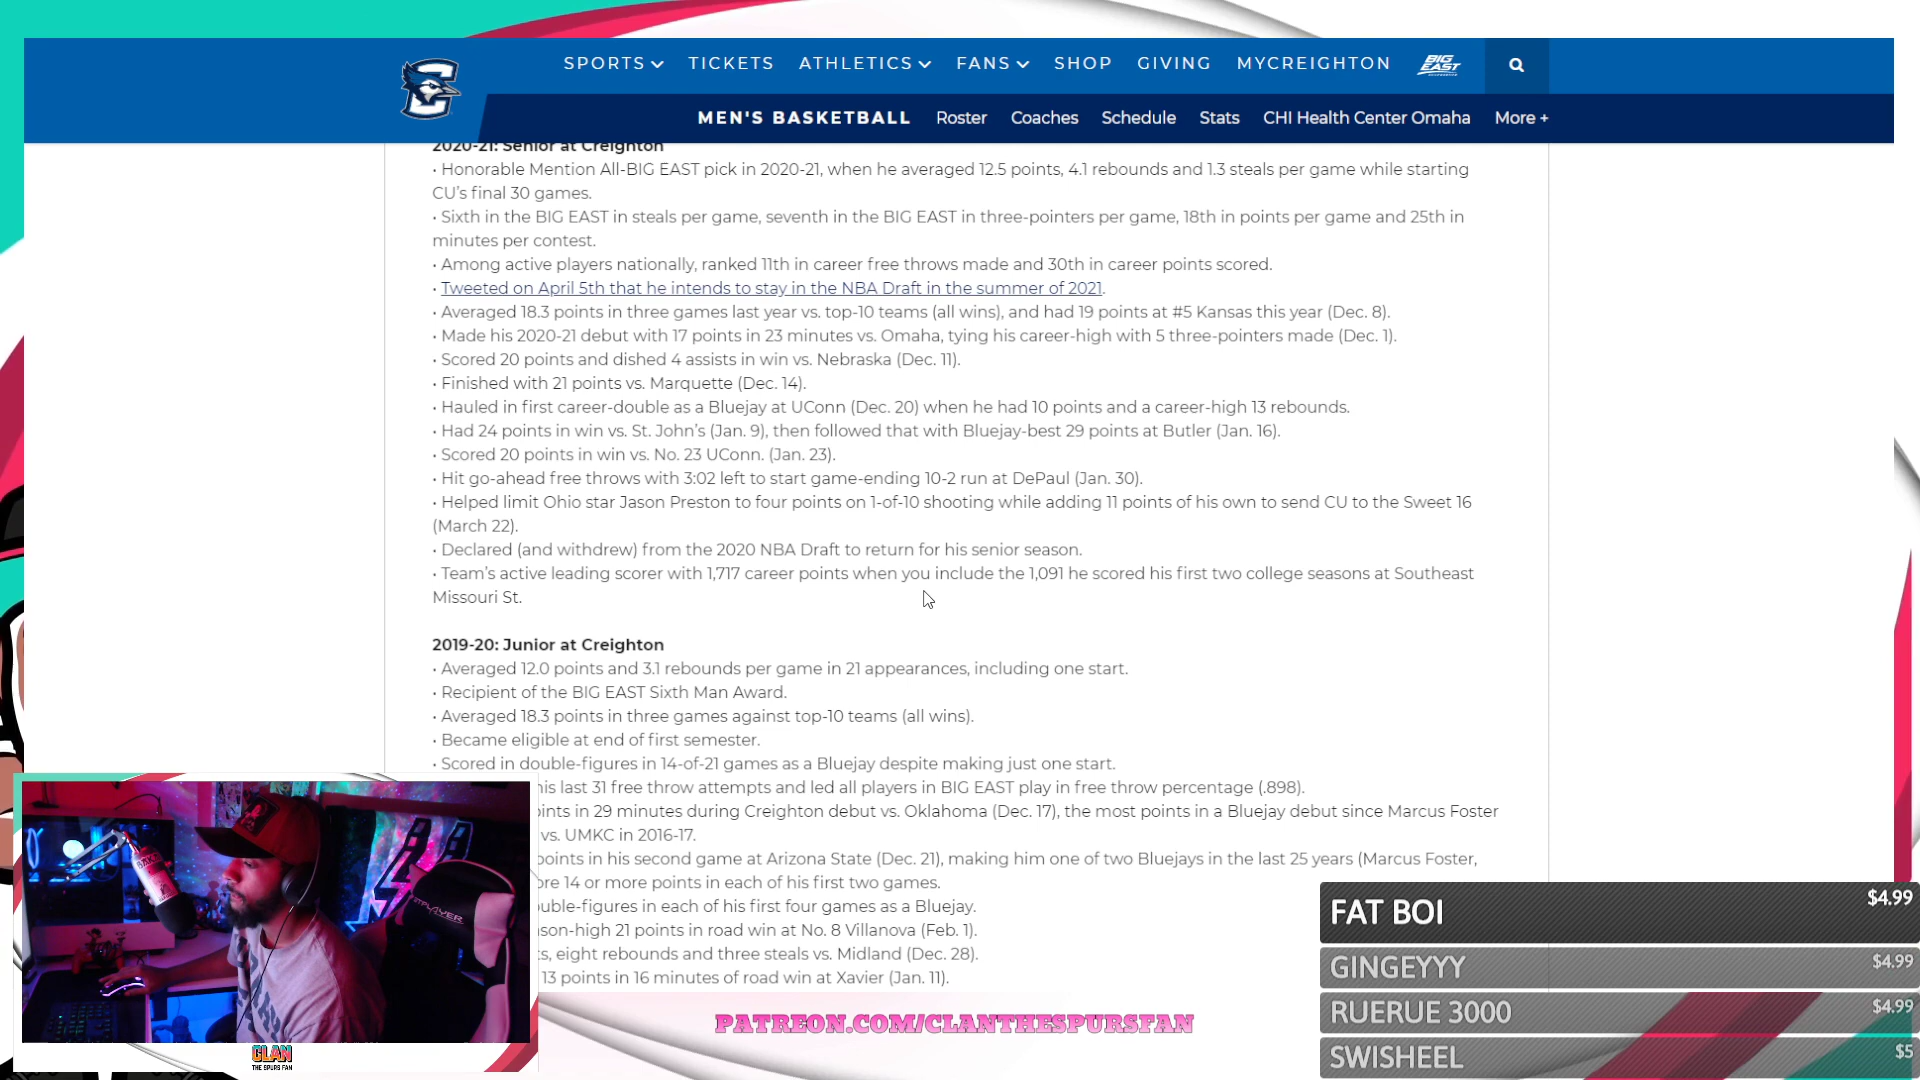 SPORTS TICKETS ATHLETICS FANS SHOP GIVING MYCREIGHTON BIG EAST
MEN'S BASKETBALL Roster Coaches Schedule Stats CHI Health Center Omaha More +
2020-21: Senior at Creighton
• Honorable Mention All-BIG EAST pick in 2020-21, when he averaged 12.5 points, 4.1 rebounds and 1.3 steals per game while starting
CU's final 30 games.
• Sixth in the BIG EAST in steals per game, seventh in the BIG EAST in three-pointers per game, 18th in points per game and 25th in
minutes per contest.
• Among active players nationally, ranked 11th in career free throws made and 30th in career points scored.
• Tweeted on April 5th that he intends to stay in the NBA Draft in the summer of 2021.
• Averaged 18.3 points in three games last year vs. top-10 teams (all wins), and had 19 points at #5 Kansas this year (Dec. 8).
• Made his 2020-21 debut with 17 points in 23 minutes vs. Omaha, tying his career-high with 5 three-pointers made (Dec. 1).
• Scored 20 points and dished 4 assists in win vs. Nebraska (Dec. 11).
• Finished with 21 points vs. Marquette (Dec. 14).
• Hauled in first career-double as a Bluejay at UConn (Dec. 20) when he had 10 points and a career-high 13 rebounds.
• Had 24 points in win vs. St. John's (Jan. 9), then followed that with Bluejay-best 29 points at Butler (Jan. 16).
• Scored 20 points in win vs. No. 23 UConn. (Jan. 23).
• Hit go-ahead free throws with 3:02 left to start game-ending 10-2 run at DePaul (Jan. 30).
• Helped limit Ohio star Jason Preston to four points on 1-of-10 shooting while adding 11 points of his own to send CU to the Sweet 16
(March 22).
• Declared (and withdrew) from the 2020 NBA Draft to return for his senior season.
• Team's active leading scorer with 1,717 career points when you include the 1,091 he scored his first two college seasons at Southeast
Missouri St.
2019-20: Junior at Creighton
• Averaged 12.0 points and 3.1 rebounds per game in 21 appearances, including one start.
• Recipient of the BIG EAST Sixth Man Award.
• Averaged 18.3 points in three games against top-10 teams (all wins).
• Became eligible at end of first semester.
• Scored in double-figures in 14-of-21 games as a Bluejay despite making just one start.
his last 31 free throw attempts and led all players in BIG EAST play in free throw percentage (.898).
oints in 29 minutes during Creighton debut vs. Oklahoma (Dec. 17), the most points in a Bluejay debut since Marcus Foster
vs. UMKC in 2016-17.
points in his second game at Arizona State (Dec. 21), making him one of two Bluejays in the last 25 years (Marcus Foster,
ore 14 or more points in each of his first two games.
ouble-figures in each of his first four games as a Bluejay.
son-high 21 points in road win at No. 8 Villanova (Feb. 1).
s, eight rebounds and three steals vs. Midland (Dec. 28).
13 points in 16 minutes of road win at Xavier (Jan. 11).
FAT BOI $4.99
GINGEYYY $4.99
RUERUE 3000 $4.99
SWISHEEL $5
PATREON.COM/CLANTHESPURSFAN
CLAN
THE SPURS FAN